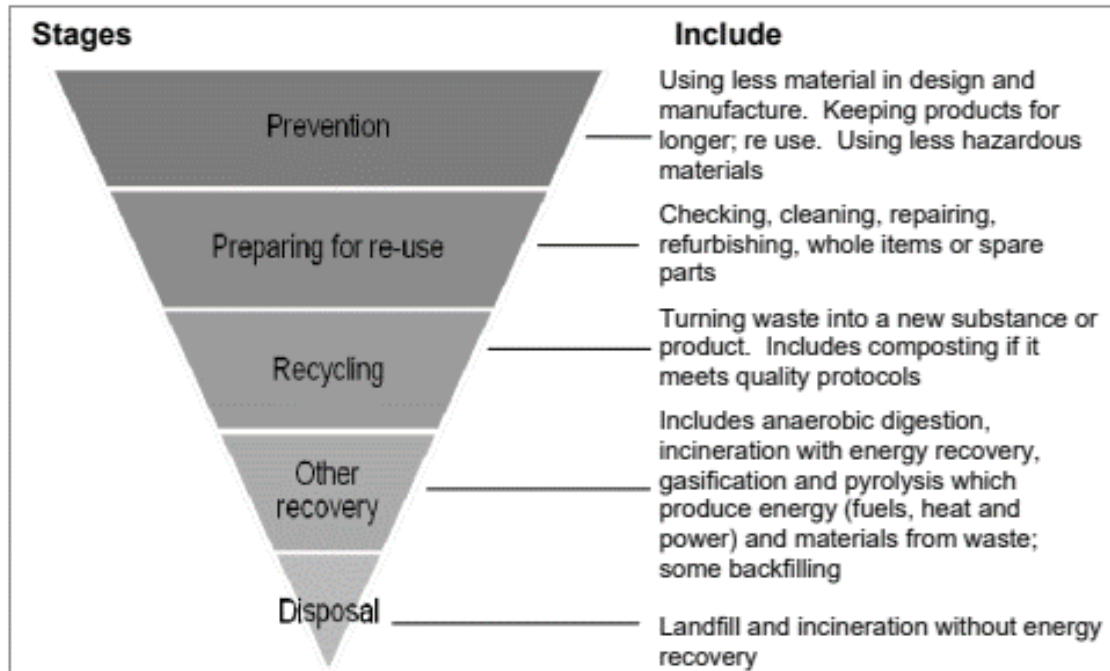 Stages
Include
Prevention
Using less material in design and
manufacture. Keeping products for
longer; re use. Using less hazardous
materials
Preparing for re-use
Checking, cleaning, repairing,
refurbishing, whole items or spare
parts
Recycling
Turning waste into a new substance or
product. Includes composting if it
meets quality protocols
Other
recovery
Includes anaerobic digestion,
incineration with energy recovery,
gasification and pyrolysis which
produce energy (fuels, heat and
power) and materials from waste;
some backfilling
Disposal
Landfill and incineration without energy
recovery